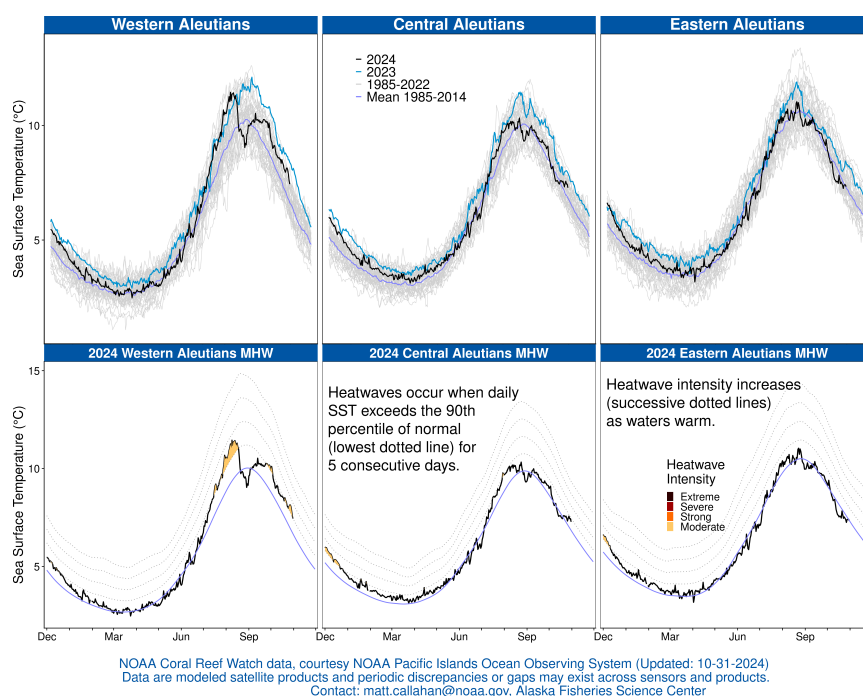 Western Aleutians
Central Aleutians
Eastern Aleutians
2024
2023
1985-2022
Mean 1985-2014
Sea Surface Temperature (°C)
10
5
2024 Western Aleutians MHW
2024 Central Aleutians MHW
2024 Eastern Aleutians MHW
Heatwaves occur when daily
SST exceeds the 90th
percentile of normal
(lowest dotted line) for
5 consecutive days.
Heatwave intensity increases
(successive dotted lines)
as waters warm.
Heatwave
Intensity
Extreme
Severe
Strong
Moderate
Sea Surface Temperature (°C)
15
10
5
Dec Mar Jun Sep Dec Mar Jun Sep Dec Mar Jun Sep
NOAA Coral Reef Watch data, courtesy NOAA Pacific Islands Ocean Observing System (Updated: 10-31-2024)
Data are modeled satellite products and periodic discrepancies or gaps may exist across sensors and products.
Contact: matt.callahan@noaa.gov, Alaska Fisheries Science Center